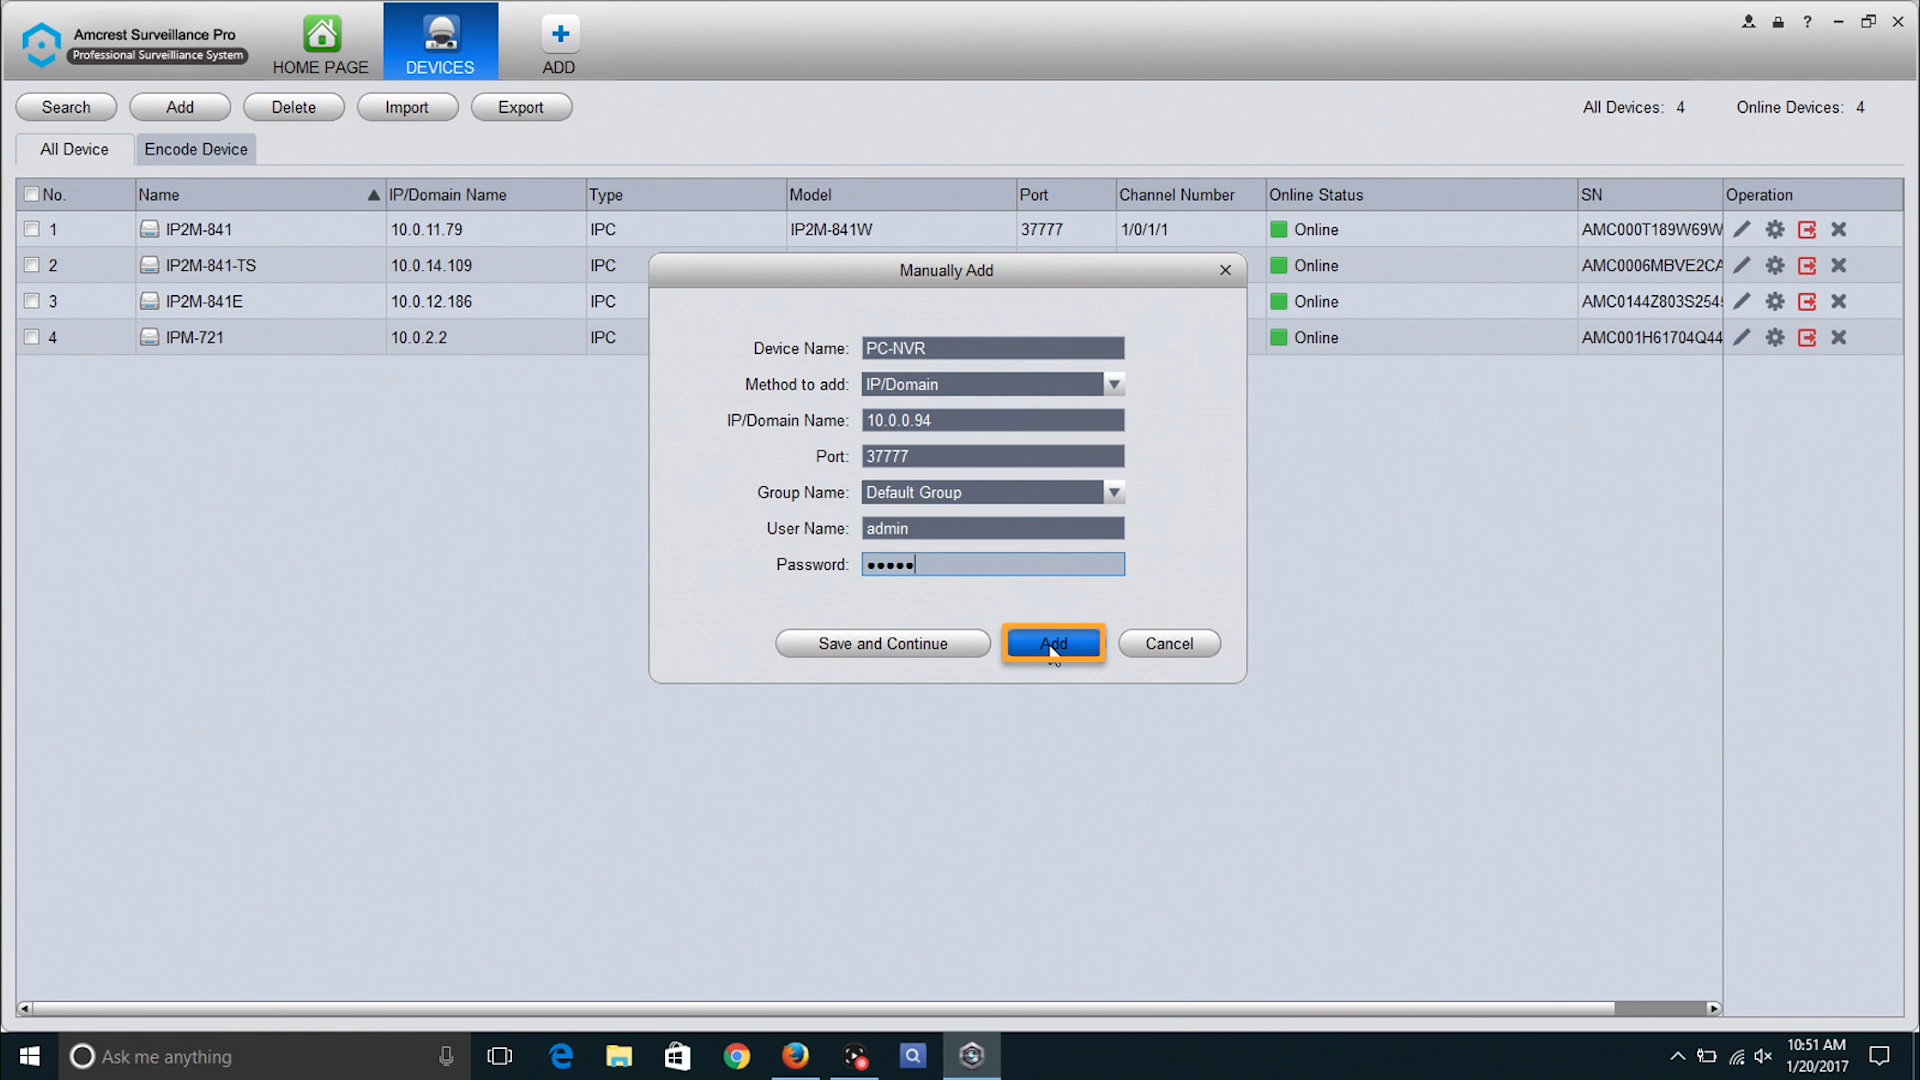 Amcrest Surveillance Pro
Professional Surveilliance System
HOME PAGE
DEVICES
ADD
Search
Add
Delete
Import
Export
All Devices: 4
Online Devices: 4
All Device
Encode Device
No. Name IP/Domain Name Type Model Port Channel Number Online Status SN Operation
1 IP2M-841 10.0.11.79 IPC IP2M-841W 37777 1/0/1/1 Online AMC000T189W69W
2 IP2M-841-TS 10.0.14.109 IPC Online AMC0006MBVE2CA
3 IP2M-841E 10.0.12.186 IPC Online AMC0144Z803S254
4 IPM-721 10.0.2.2 IPC Online AMC001H61704Q44
Manually Add
Device Name: PC-NVR
Method to add: IP/Domain
IP/Domain Name: 10.0.0.94
Port: 37777
Group Name: Default Group
User Name: admin
Password: •••••
Save and Continue
Add
Cancel
Ask me anything
10:51 AM
1/20/2017